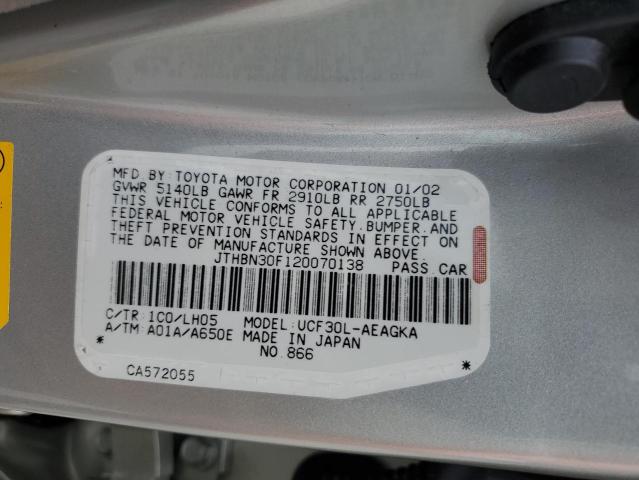 MFD BY: TOYOTA MOTOR CORPORATION 01/02
GVWR 5140LB GAWR FR 2910LB RR 2750LB
THIS VEHICLE CONFORMS TO ALL APPLICABLE
FEDERAL MOTOR VEHICLE SAFETY, BUMPER, AND
THEFT PREVENTION STANDARDS IN EFFECT ON
THE DATE OF MANUFACTURE SHOWN ABOVE.
JTHBN30F120070138 PASS CAR
C/TR: 1C0/LH05 MODEL: UCF30L-AEAGKA
A/TM: A01A/A650E MADE IN JAPAN
NO. 866
* CA572055 *